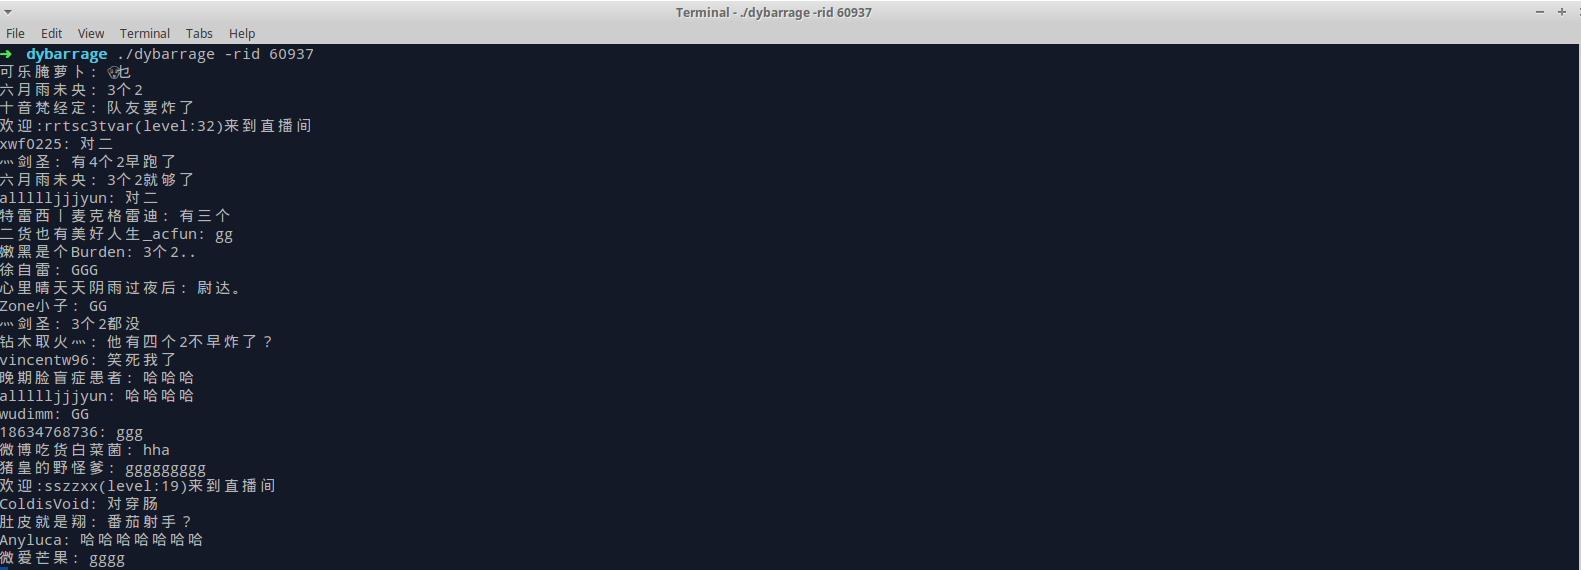 Terminal - ./dybarrage -rid 60937
File Edit View Terminal Tabs Help
➜ dybarrage ./dybarrage -rid 60937
可乐腌萝卜: 乜
六月雨未央: 3个2
十音梵经定: 队友要炸了
欢迎:rrtsc3tvar(level:32)来到直播间
xwf0225: 对二
灬剑圣: 有4个2早跑了
六月雨未央: 3个2就够了
allllljjjyun: 对二
特雷西丨麦克格雷迪: 有三个
二货也有美好人生_acfun: gg
嫩黑是个Burden: 3个2..
徐自雷: GGG
心里晴天天阴雨过夜后: 尉达。
Zone小子: GG
灬剑圣: 3个2都没
钻木取火灬: 他有四个2不早炸了？
vincentw96: 笑死我了
晚期脸盲症患者: 哈哈哈
allllljjjyun: 哈哈哈哈
wudimm: GG
18634768736: ggg
微博吃货白菜菌: hha
猪皇的野怪爹: ggggggggg
欢迎:sszzxx(level:19)来到直播间
ColdisVoid: 对穿肠
肚皮就是翔: 番茄射手？
Anyluca: 哈哈哈哈哈哈哈
微爱芒果: gggg